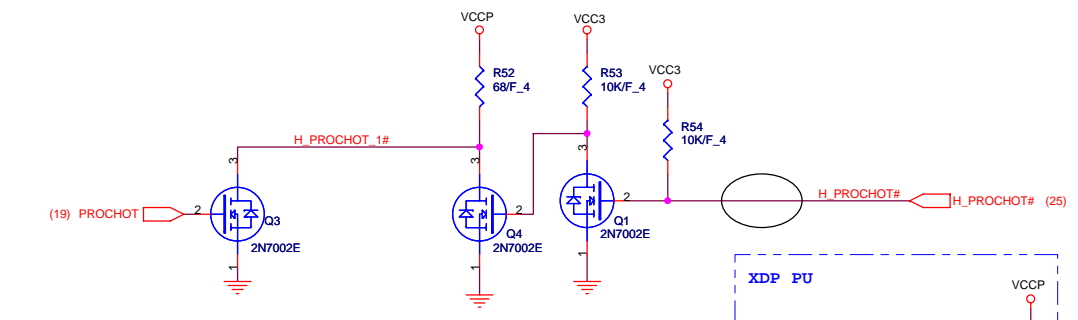 VCCP
VCC3
R52
68/F_4
R53
10K/F_4
VCC3
R54
10K/F_4
H_PROCHOT_1#
3
3
3
(19) PROCHOT
2
Q3
2N7002E
1
2
Q4
2N7002E
1
2
Q1
2N7002E
1
H_PROCHOT#
H_PROCHOT# (25)
XDP PU
VCCP